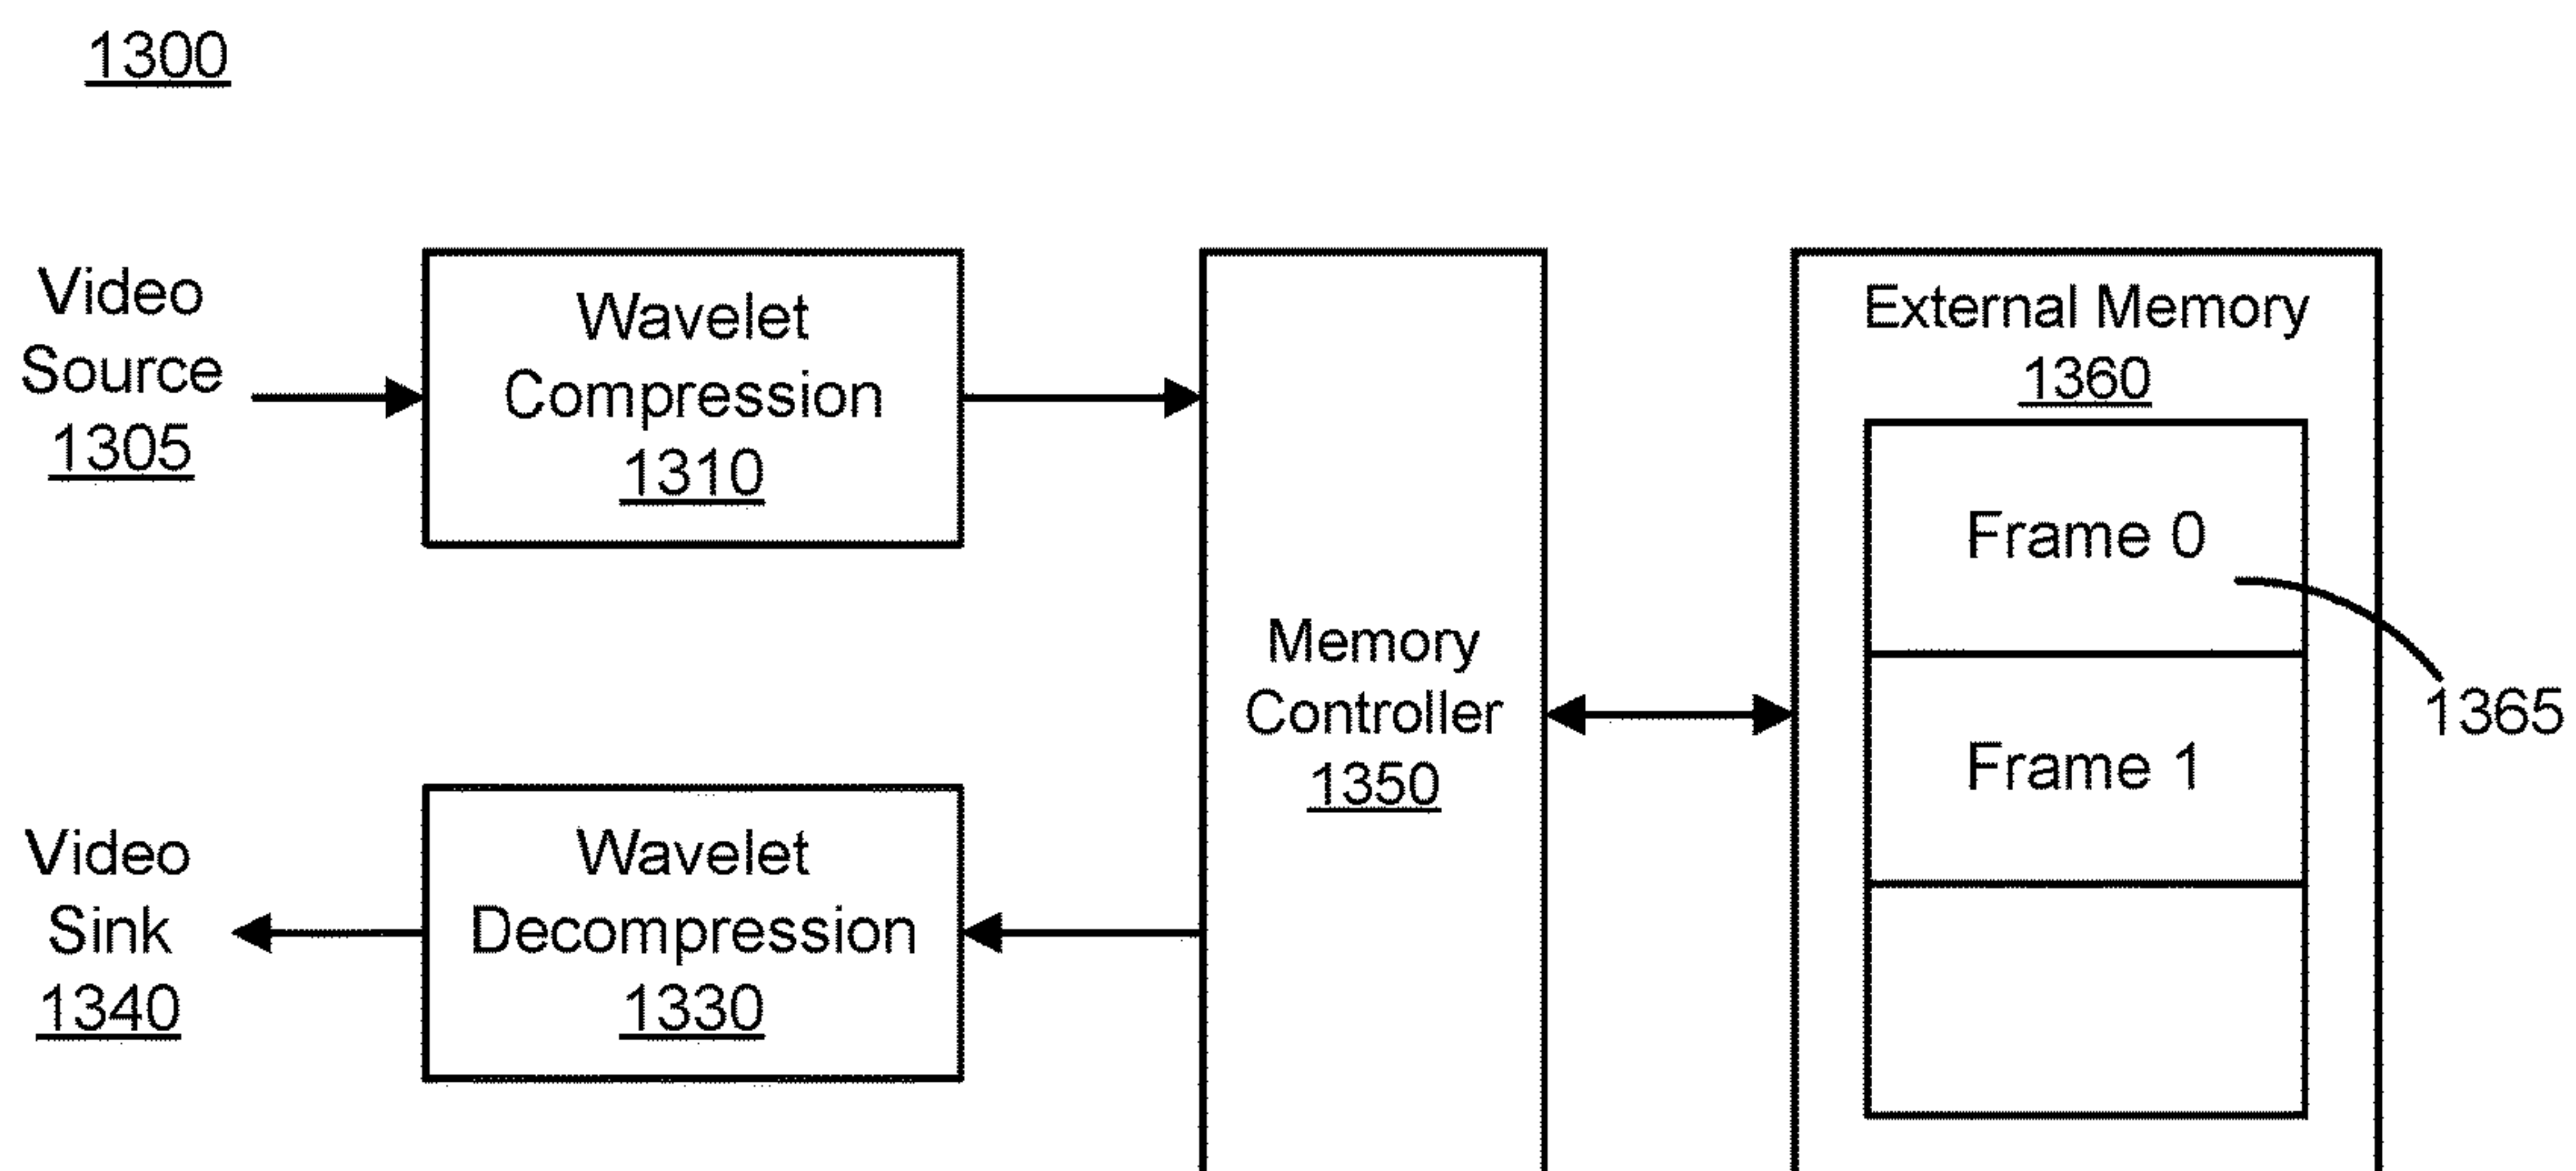 1300
Video
Source
1305
Wavelet
Compression
1310
Video
Sink
1340
Wavelet
Decompression
1330
Memory
Controller
1350
External Memory
1360
Frame 0
Frame 1
1365